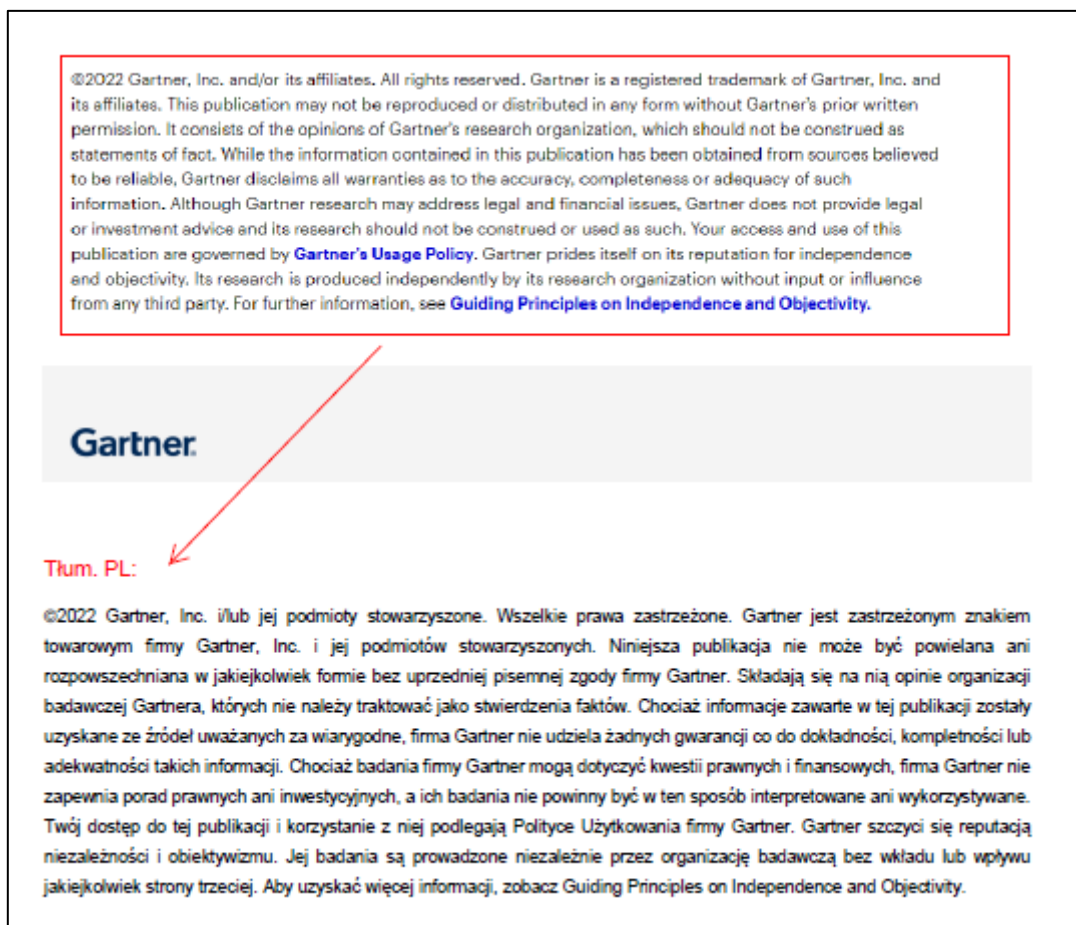 ©2022 Gartner, Inc. and/or its affiliates. All rights reserved. Gartner is a registered trademark of Gartner, Inc. and
its affiliates. This publication may not be reproduced or distributed in any form without Gartner's prior written
permission. It consists of the opinions of Gartner's research organization, which should not be construed as
statements of fact. While the information contained in this publication has been obtained from sources believed
to be reliable, Gartner disclaims all warranties as to the accuracy, completeness or adequacy of such
information. Although Gartner research may address legal and financial issues, Gartner does not provide legal
or investment advice and its research should not be construed or used as such. Your access and use of this
publication are governed by Gartner's Usage Policy. Gartner prides itself on its reputation for independence
and objectivity. Its research is produced independently by its research organization without input or influence
from any third party. For further information, see Guiding Principles on Independence and Objectivity.
Gartner
Tłum. PL:
©2022 Gartner, Inc. i/lub jej podmioty stowarzyszone. Wszelkie prawa zastrzeżone. Gartner jest zastrzeżonym znakiem
towarowym firmy Gartner, Inc. i jej podmiotów stowarzyszonych. Niniejsza publikacja nie może być powielana ani
rozpowszechniana w jakiejkolwiek formie bez uprzedniej pisemnej zgody firmy Gartner. Składają się na nią opinie organizacji
badawczej Gartnera, których nie należy traktować jako stwierdzenia faktów. Chociaż informacje zawarte w tej publikacji zostały
uzyskane ze źródeł uważanych za wiarygodne, firma Gartner nie udziela żadnych gwarancji co do dokładności, kompletności lub
adekwatności takich informacji. Chociaż badania firmy Gartner mogą dotyczyć kwestii prawnych i finansowych, firma Gartner nie
zapewnia porad prawnych ani inwestycyjnych, a ich badania nie powinny być w ten sposób interpretowane ani wykorzystywane.
Twój dostęp do tej publikacji i korzystanie z niej podlegają Polityce Użytkowania firmy Gartner. Gartner szczyci się reputacją
niezależności i obiektywizmu. Jej badania są prowadzone niezależnie przez organizację badawczą bez wkładu lub wpływu
jakiejkolwiek strony trzeciej. Aby uzyskać więcej informacji, zobacz Guiding Principles on Independence and Objectivity.